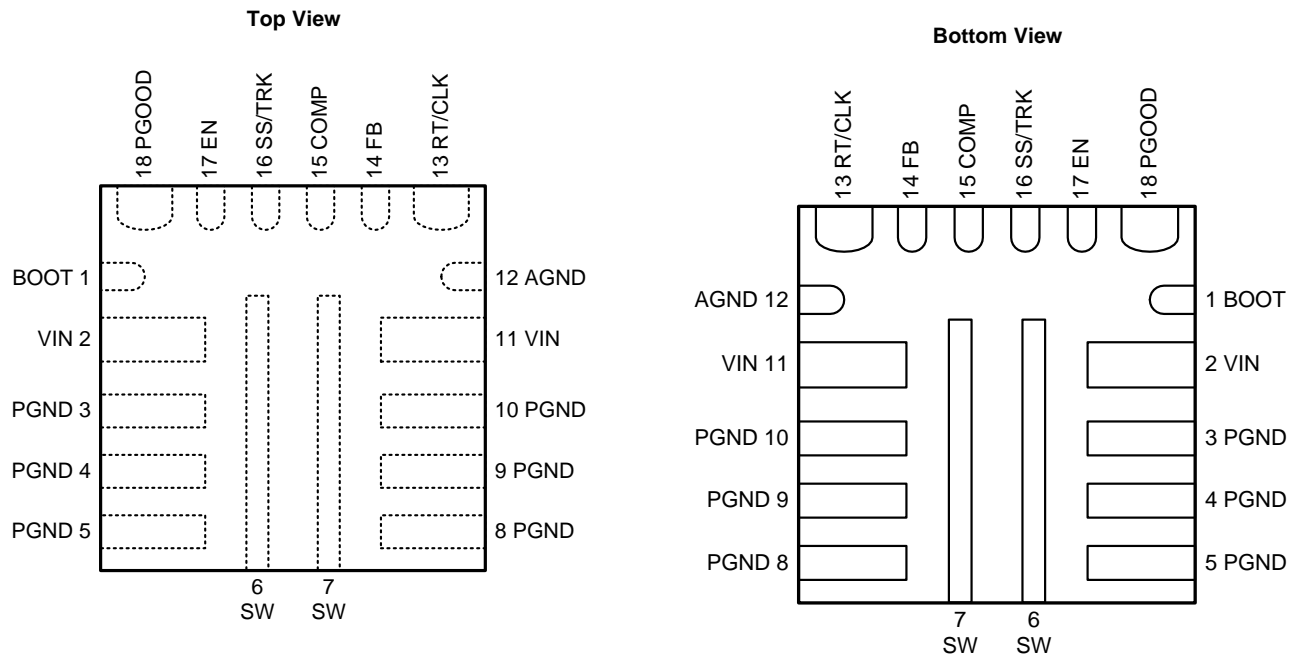 Top View
18 PGOOD
17 EN
16 SS/TRK
15 COMP
14 FB
13 RT/CLK
BOOT 1
12 AGND
VIN 2
11 VIN
PGND 3
10 PGND
PGND 4
9 PGND
PGND 5
8 PGND
6
SW
7
SW
Bottom View
13 RT/CLK
14 FB
15 COMP
16 SS/TRK
17 EN
18 PGOOD
AGND 12
1 BOOT
VIN 11
2 VIN
PGND 10
3 PGND
PGND 9
4 PGND
PGND 8
5 PGND
7
SW
6
SW